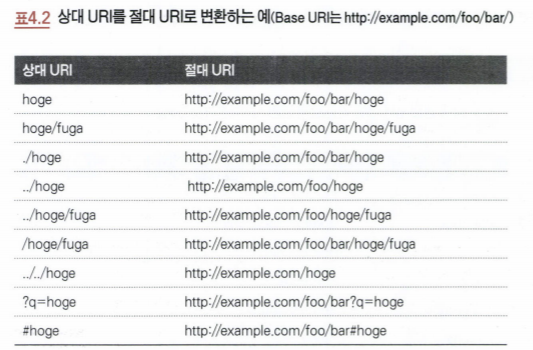 표4.2 상대 URI를 절대 URI로 변환하는 예(Base URI는 http://example.com/foo/bar/)
상대 URI 절대 URI
hoge http://example.com/foo/bar/hoge
hoge/fuga http://example.com/foo/bar/hoge/fuga
./hoge http://example.com/foo/bar/hoge
../hoge http://example.com/foo/hoge
../hoge/fuga http://example.com/foo/hoge/fuga
/hoge/fuga http://example.com/foo/bar/hoge/fuga
../../hoge http://example.com/hoge
?q=hoge http://example.com/foo/bar?q=hoge
#hoge http://example.com/foo/bar#hoge